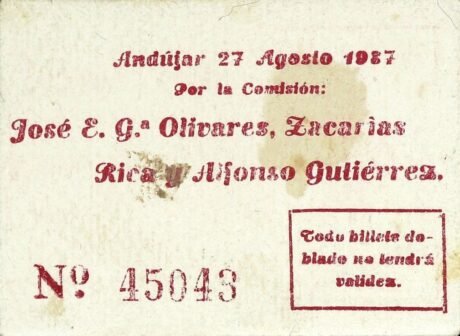 Andújar 27 Agosto 1937
Por la Comisión:
José E. G.ª Olivares, Zacarías
Rica y Alfonso Gutiérrez.
Todo billete do-
blado no tendrá
validez.
Nº 45043